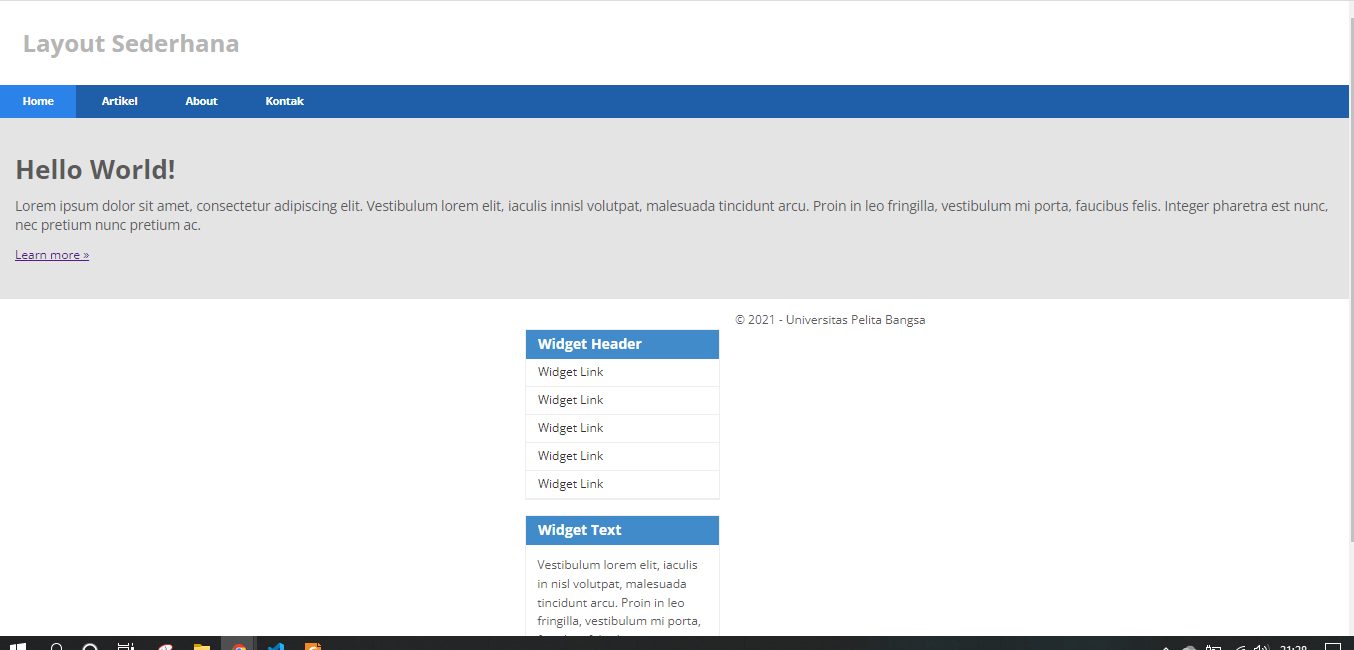 Layout Sederhana
Home Artikel About Kontak
Hello World!
Lorem ipsum dolor sit amet, consectetur adipiscing elit. Vestibulum lorem elit, iaculis innisl volutpat, malesuada tincidunt arcu. Proin in leo fringilla, vestibulum mi porta, faucibus felis. Integer pharetra est nunc,
nec pretium nunc pretium ac.
Learn more »
© 2021 - Universitas Pelita Bangsa
Widget Header
Widget Link
Widget Link
Widget Link
Widget Link
Widget Link
Widget Text
Vestibulum lorem elit, iaculis
in nisl volutpat, malesuada
tincidunt arcu. Proin in leo
fringilla, vestibulum mi porta,